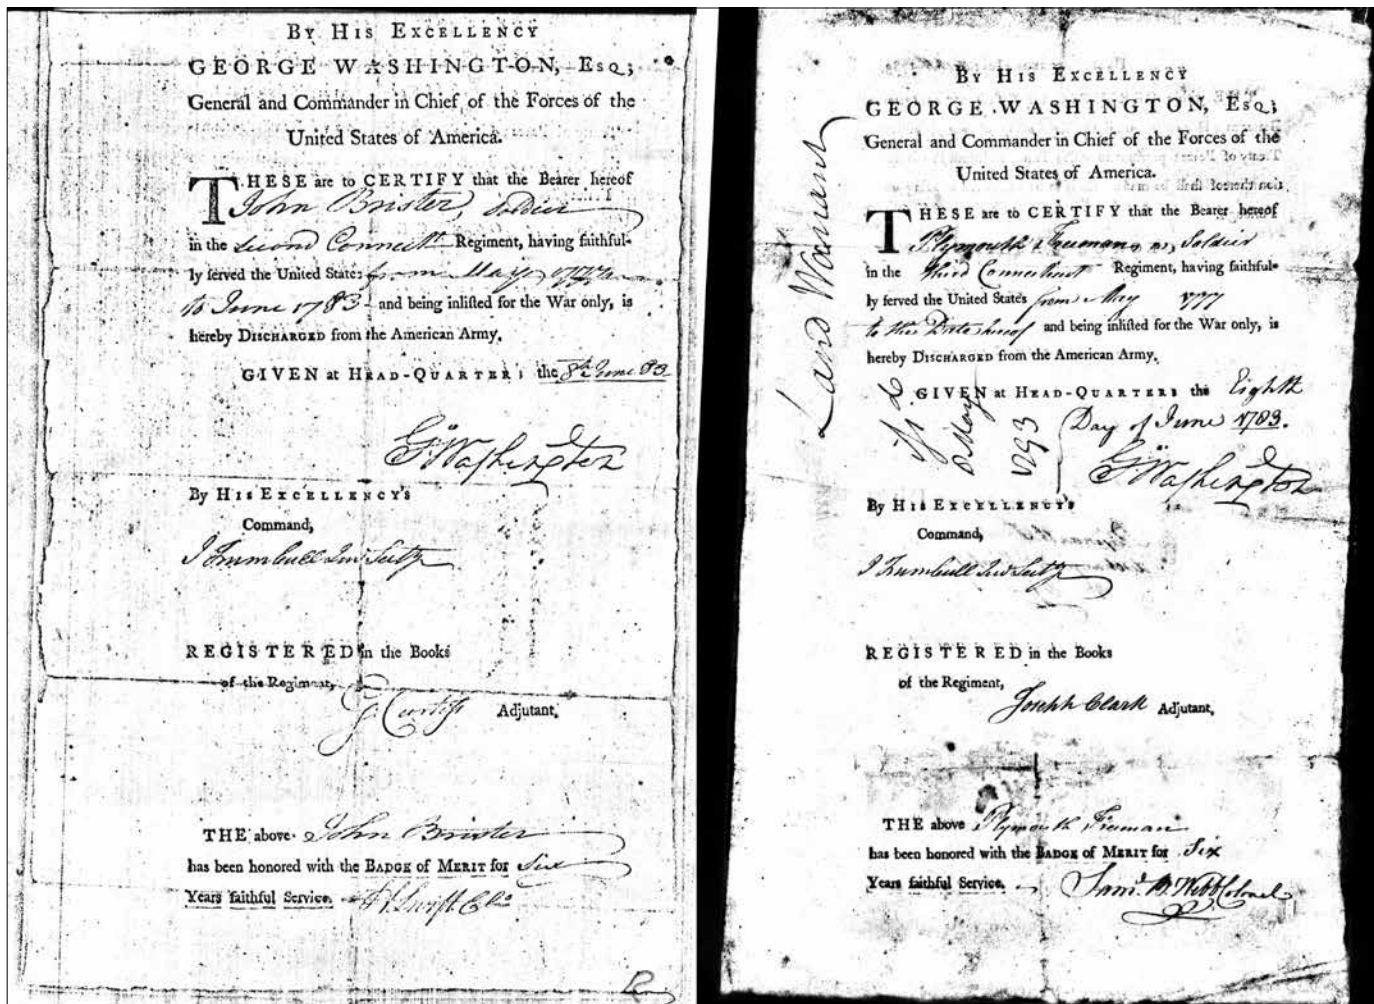 BY HIS EXCELLENCY
GEORGE WASHINGTON, ESQ;
General and Commander in Chief of the Forces of the
United States of America.
THESE are to CERTIFY that the Bearer hereof
John Brister, Soldier
in the second Connectt Regiment, having faithful-
ly served the United States from May 1777
to June 1783 and being inlisted for the War only, is
hereby DISCHARGED from the American Army.
GIVEN at HEAD-QUARTERS the 8th June 83
Go Washington
By HIS EXCELLENCY'S
Command,
J Trumbull Jun Secty
REGISTERED in the Books
of the Regiment,
Curtiss Adjutant,
THE above John Brister
has been honored with the BADGE of MERIT for Six
Years faithful Service. Swift Col
BY HIS EXCELLENCY
GEORGE WASHINGTON, ESQ;
General and Commander in Chief of the Forces of the
United States of America.
THESE are to CERTIFY that the Bearer hereof
Plymouth Freeman, a, Soldier
in the third Connecticut Regiment, having faithful-
ly served the United States from May 1777
to the Date hereof and being inlisted for the War only, is
hereby DISCHARGED from the American Army.
GIVEN at HEAD-QUARTERS the Eighth
Day of June 1783.
Go Washington
By HIS EXCELLENCY'S
Command,
J Trumbull Jun Secty
REGISTERED in the Books
of the Regiment,
Joseph Clark Adjutant,
THE above Plymouth Freeman
has been honored with the BADGE of MERIT for Six
Years faithful Service. Saml B Webb Colonel
Land Warrant
issd
May
1793